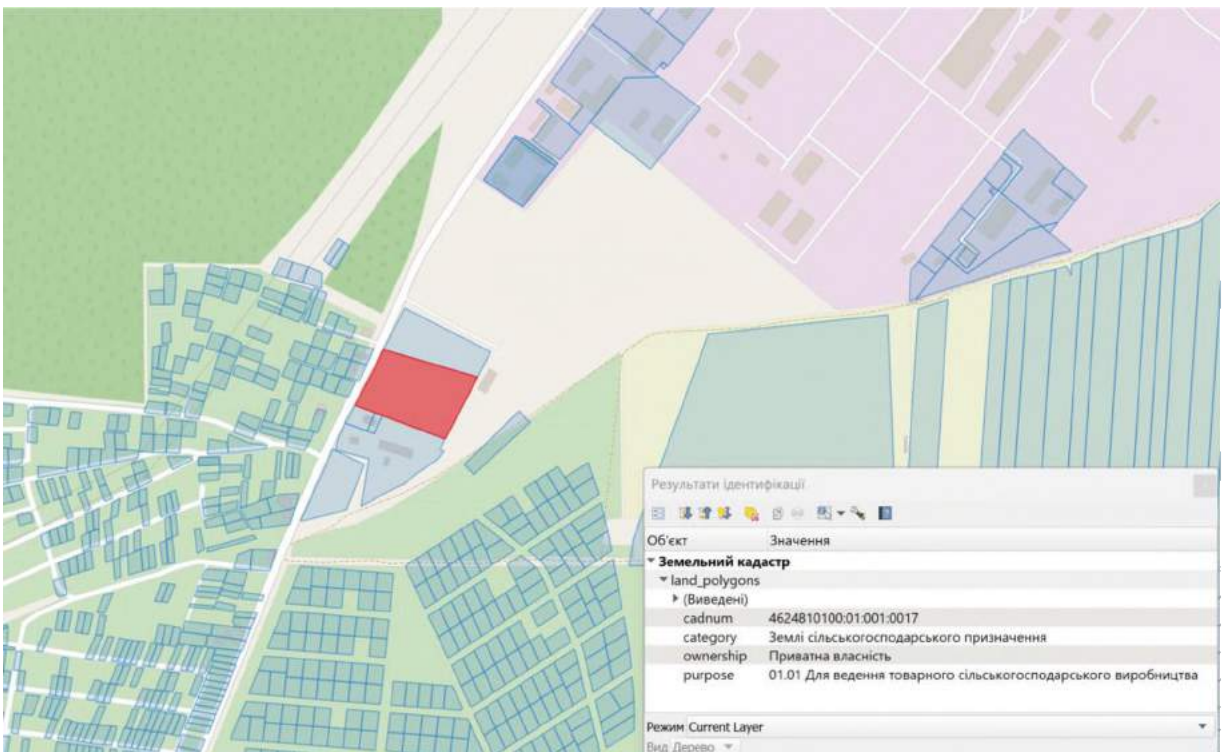 Результати ідентифікації
Об'єкт Значення
Земельний кадастр
land_polygons
(Виведені)
cadnum 4624810100:01:001:0017
category Землі сільськогосподарського призначення
ownership Приватна власність
purpose 01.01 Для ведення товарного сільськогосподарського виробництва
Режим Current Layer
Вид Дерево